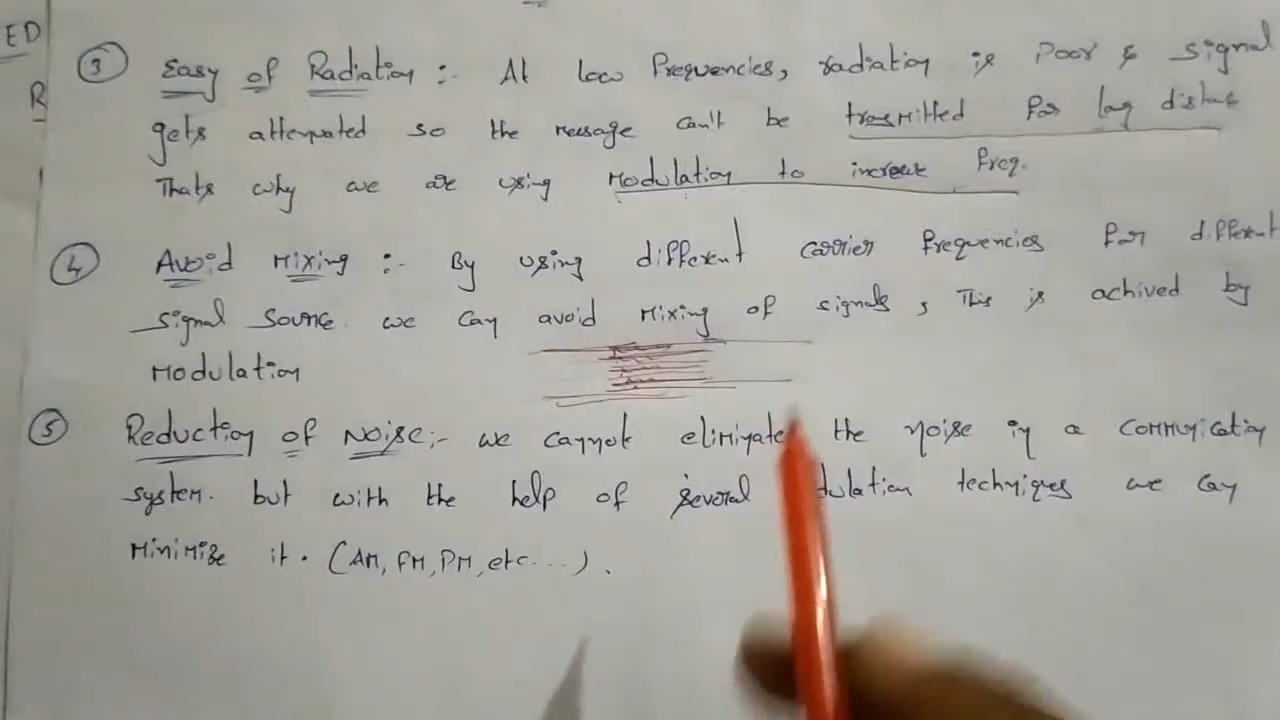 ED
R
③ Easy of Radiation :- At low frequencies, radiation is Poor & signal
gets attenuated so the message can't be trasmitted for long distanc
Thats why we are using Modulation to increase freq.
④ Avoid Mixing :- By using different carrier frequencies for different
signal source. we can avoid mixing of signals, This is achived by
Modulation
⑤ Reduction of Noise:- we cannot eliminate the noise in a communication
system. but with the help of several dulation techniques we can
Minimise it. (AM, FM, PM, etc....).